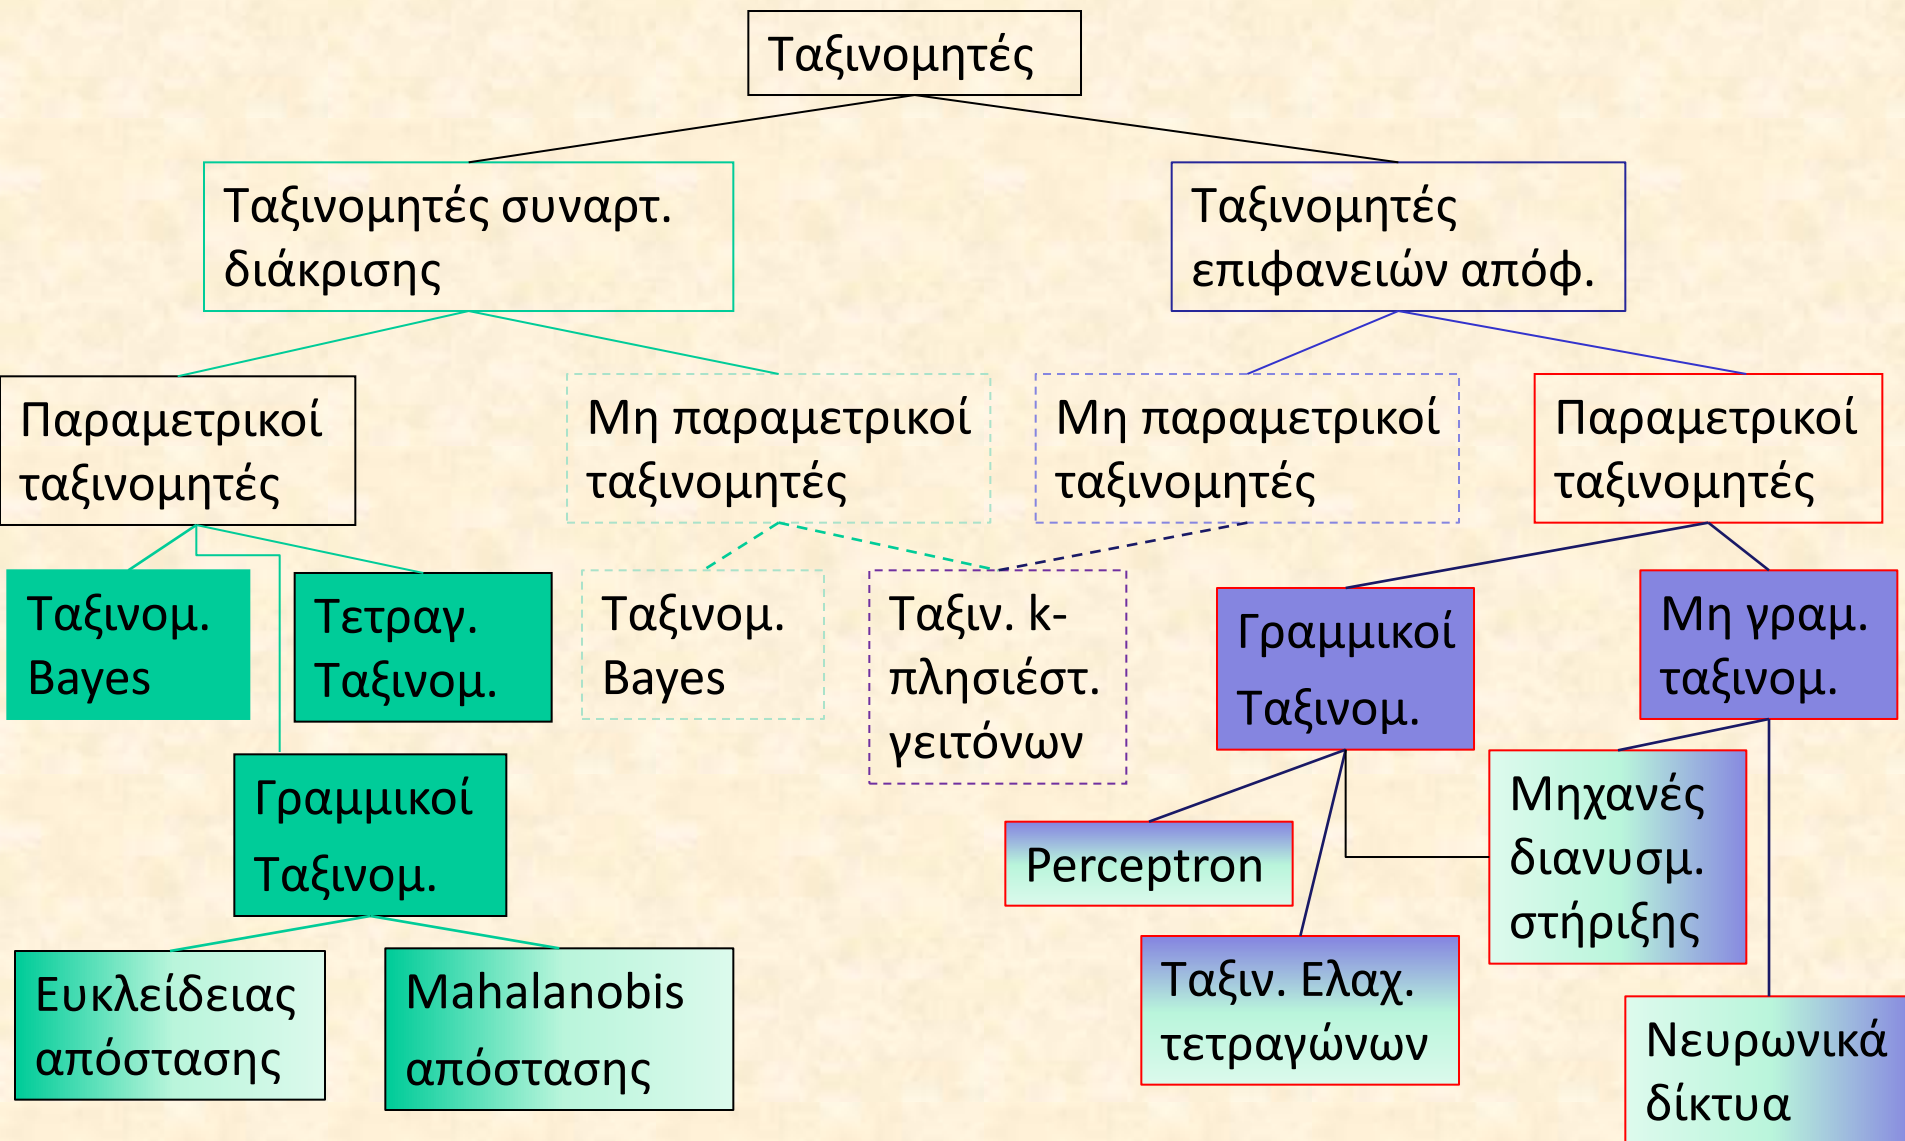 Ταξινομητές
Ταξινομητές συναρτ.
διάκρισης
Ταξινομητές
επιφανειών απόφ.
Παραμετρικοί
ταξινομητές
Μη παραμετρικοί
ταξινομητές
Μη παραμετρικοί
ταξινομητές
Παραμετρικοί
ταξινομητές
Ταξινομ.
Bayes
Τετραγ.
Ταξινομ.
Ταξινομ.
Bayes
Ταξιν. k-
πλησιέστ.
γειτόνων
Γραμμικοί
Ταξινομ.
Μη γραμ.
ταξινομ.
Γραμμικοί
Ταξινομ.
Perceptron
Μηχανές
διανυσμ.
στήριξης
Ευκλείδειας
απόστασης
Mahalanobis
απόστασης
Ταξιν. Ελαχ.
τετραγώνων
Νευρωνικά
δίκτυα